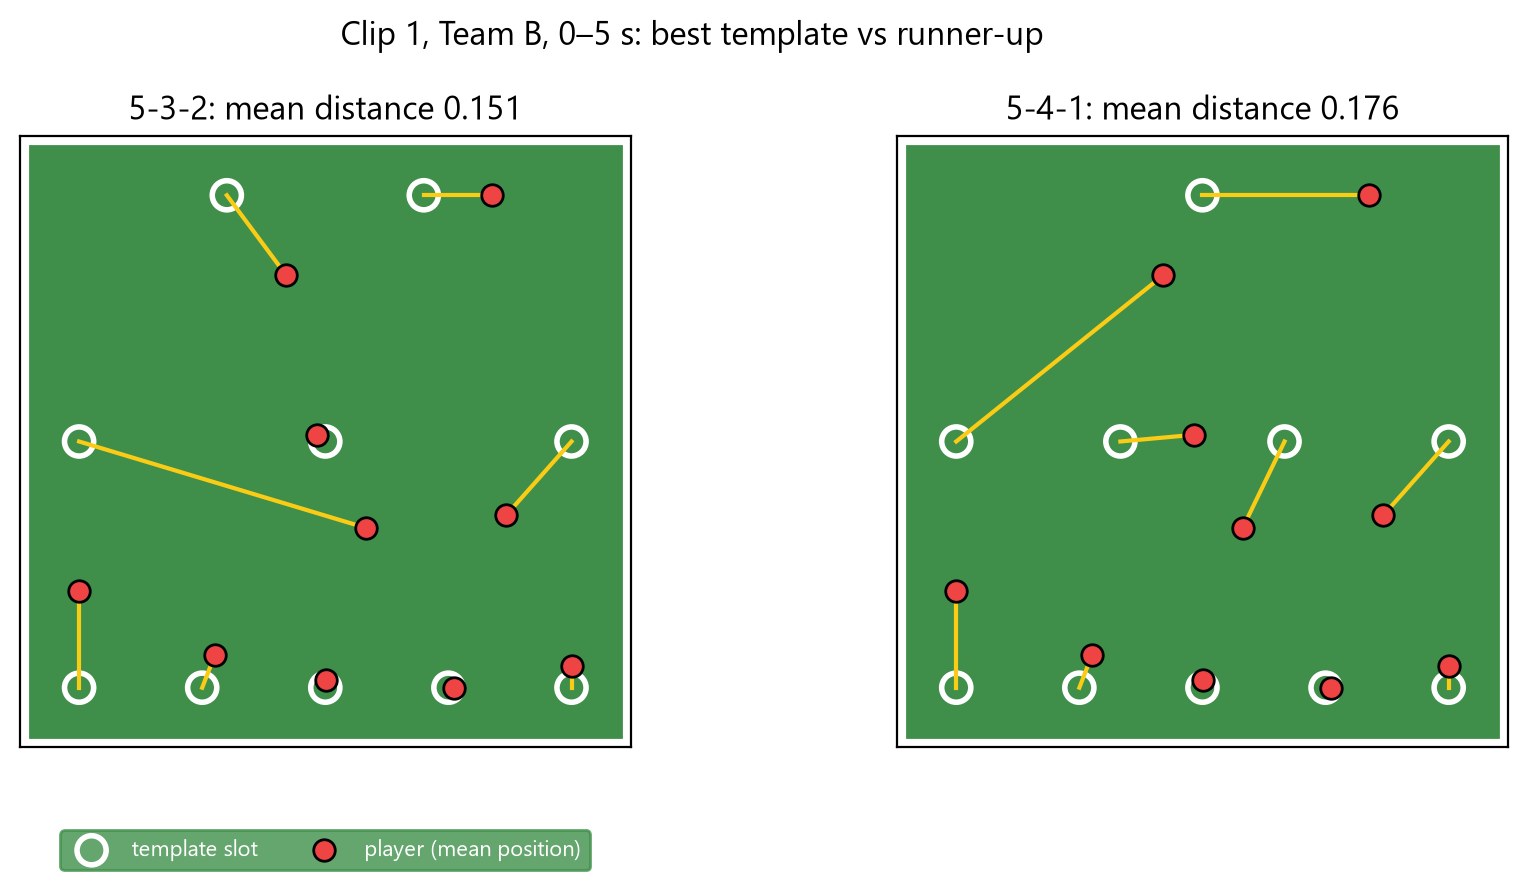 Clip 1, Team B, 0–5 s: best template vs runner-up
5-3-2: mean distance 0.151
5-4-1: mean distance 0.176
template slot
player (mean position)